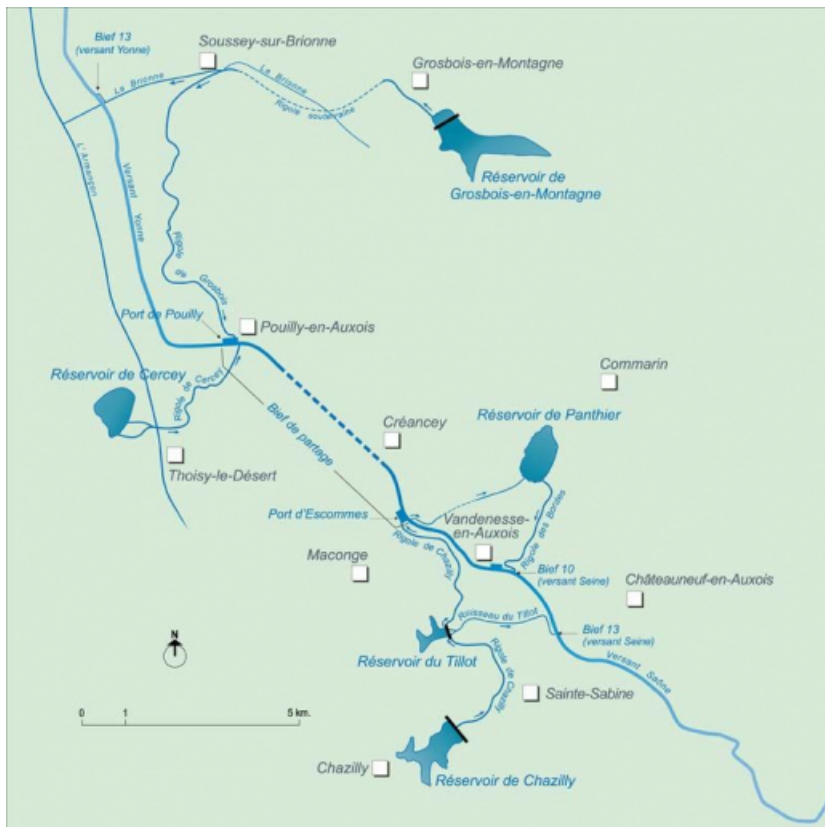 Bief 13
(versant Yonne)
Soussey-sur-Brionne
La Brionne
La Brionne
Rigole souterraine
Grosbois-en-Montagne
Réservoir de
Grosbois-en-Montagne
L'Armançon
Versant Yonne
Rigole de Grosbois
Port de Pouilly
Pouilly-en-Auxois
Réservoir de Cercey
Rigole de Cercey
Bief de partage
Thoisy-le-Désert
Créancey
Commarin
Réservoir de Panthier
Port d'Escommes
Rigole de Chazilly
Vandenesse-
en-Auxois
Rigole des Bordes
Maconge
Bief 10
(versant Seine)
Châteauneuf-en-Auxois
Ruisseau du Tillot
Bief 13
(versant Seine)
Réservoir du Tillot
Rigole de Chazilly
Versant Saône
Sainte-Sabine
N
0 1 5 km.
Chazilly
Réservoir de Chazilly